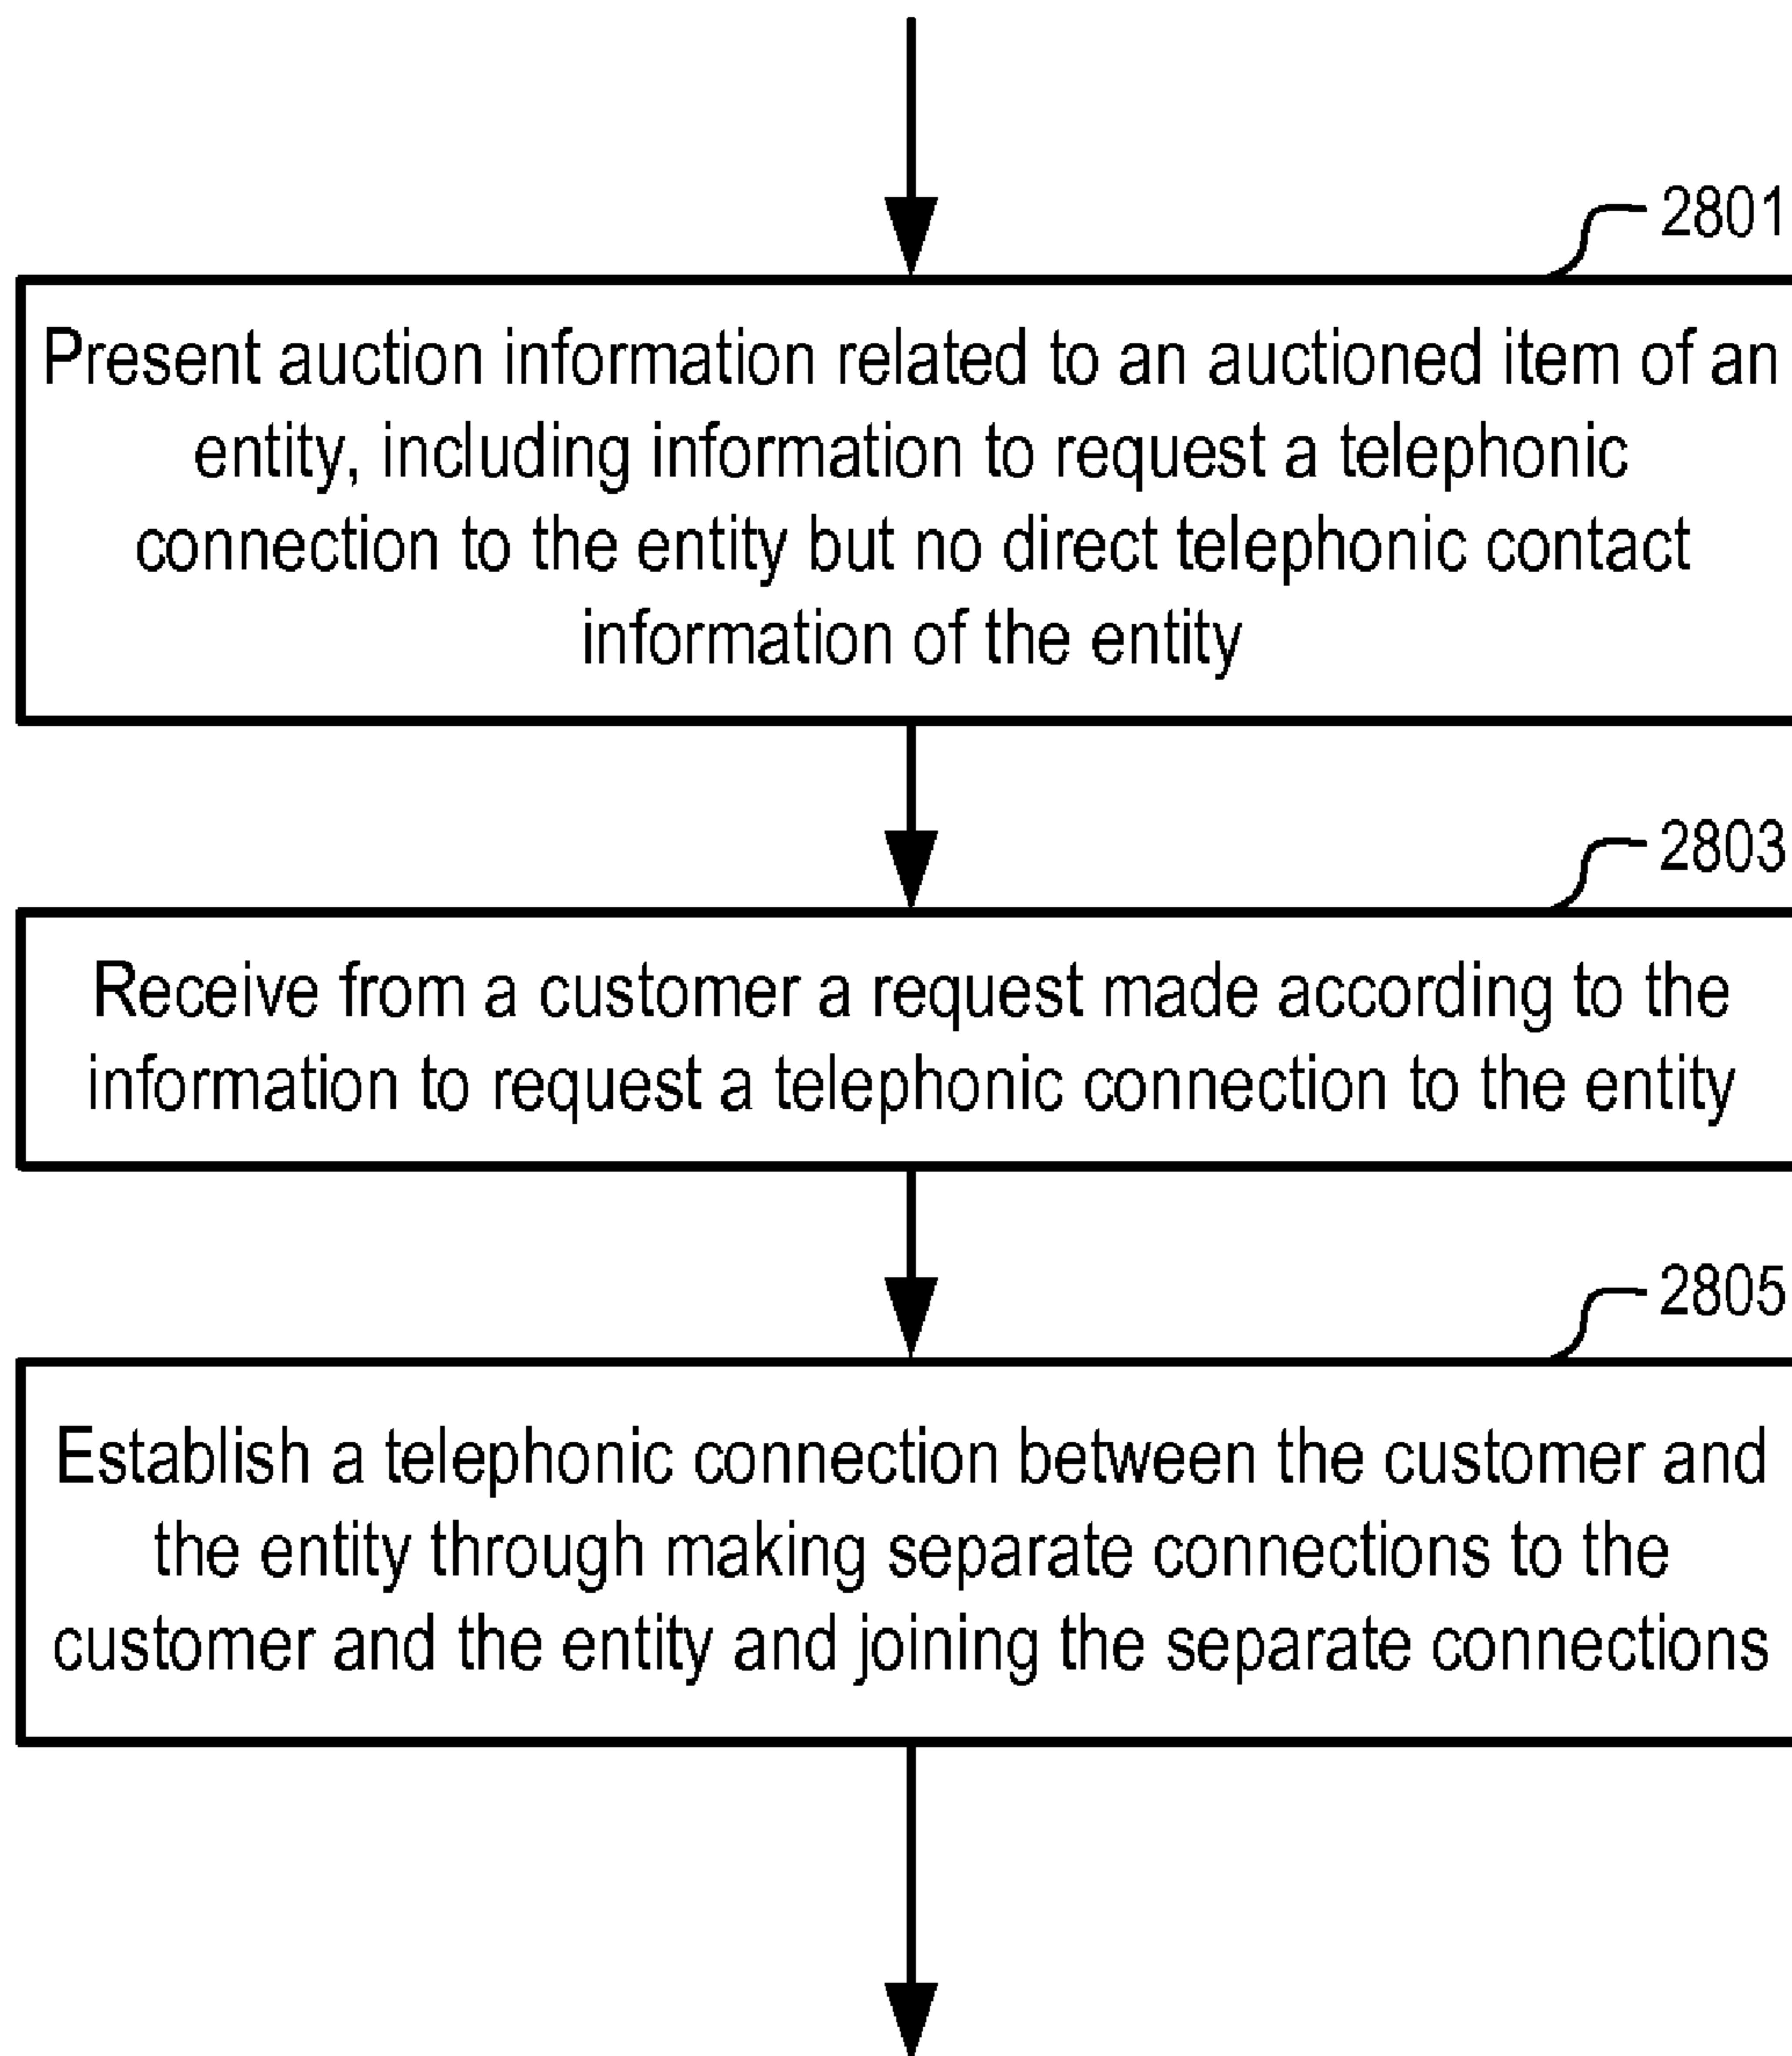 2801
Present auction information related to an auctioned item of an
entity, including information to request a telephonic
connection to the entity but no direct telephonic contact
information of the entity
2803
Receive from a customer a request made according to the
information to request a telephonic connection to the entity
2805
Establish a telephonic connection between the customer and
the entity through making separate connections to the
customer and the entity and joining the separate connections